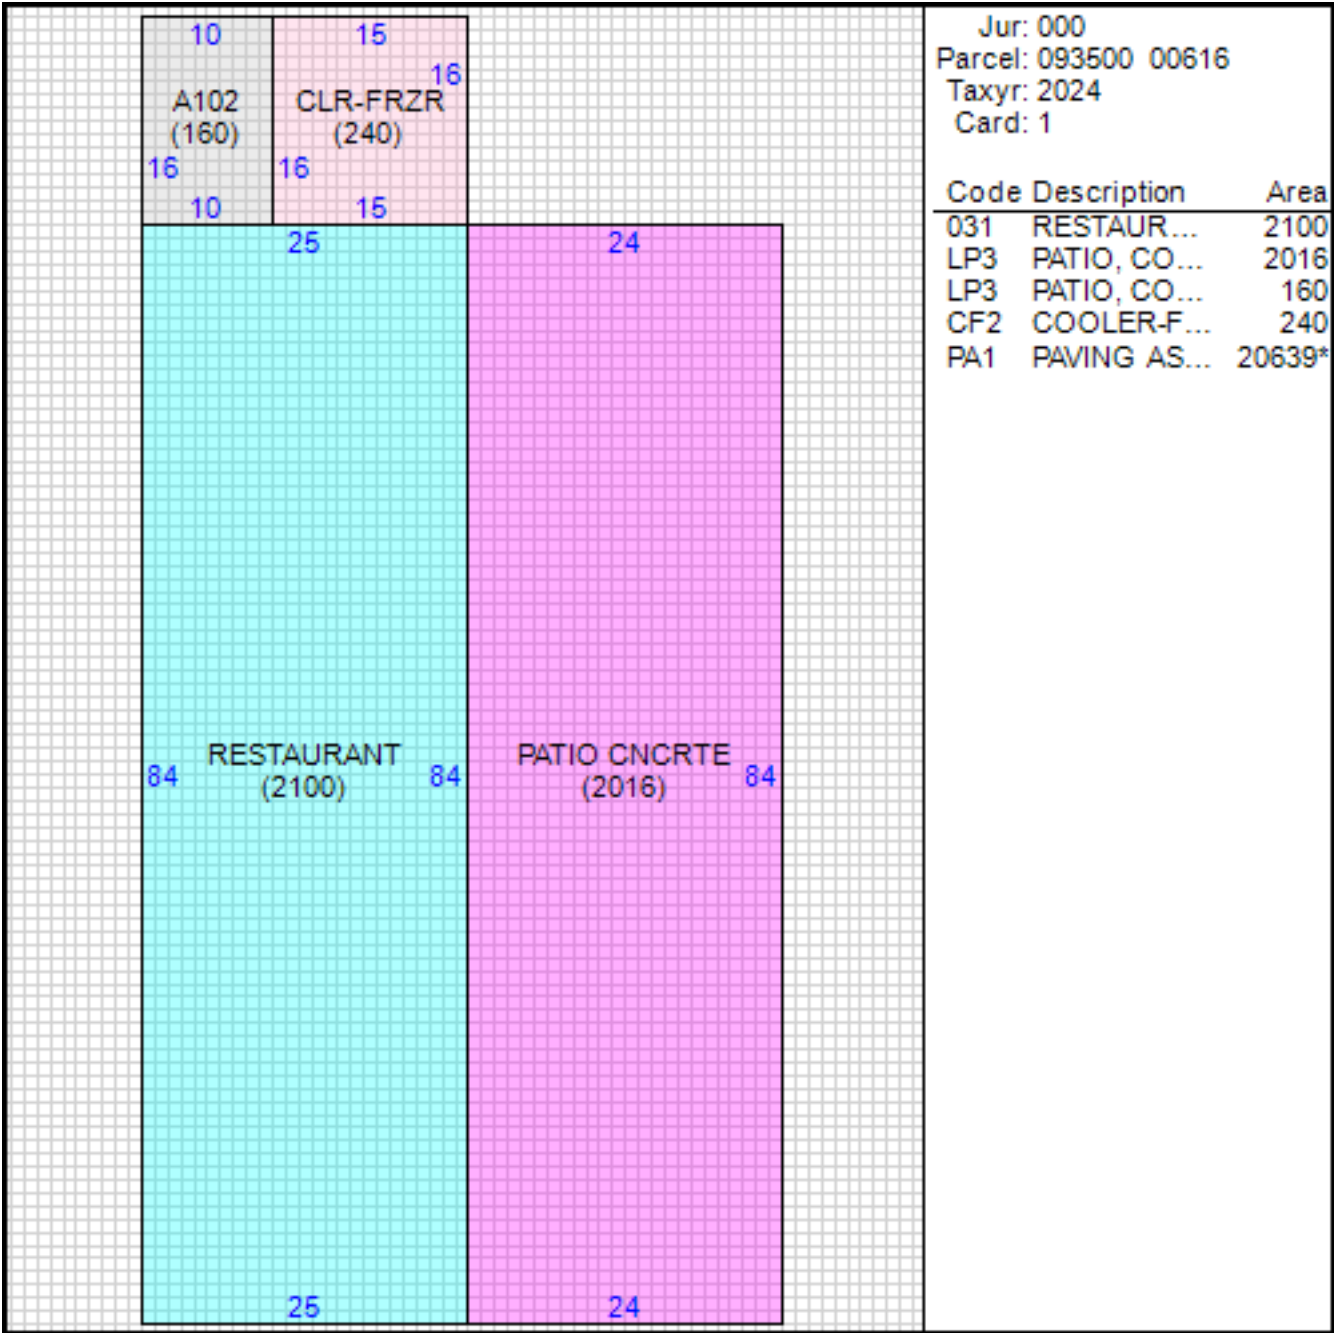 10
15
16
A102
(160)
CLR-FRZR
(240)
16
16
10
15
25
24
RESTAURANT
(2100)
84
84
PATIO CNCRTE
(2016)
84
25
24
Jur: 000
Parcel: 093500 00616
Taxyr: 2024
Card: 1
Code Description Area
031 RESTAUR... 2100
LP3 PATIO, CO... 2016
LP3 PATIO, CO... 160
CF2 COOLER-F... 240
PA1 PAVING AS... 20639*